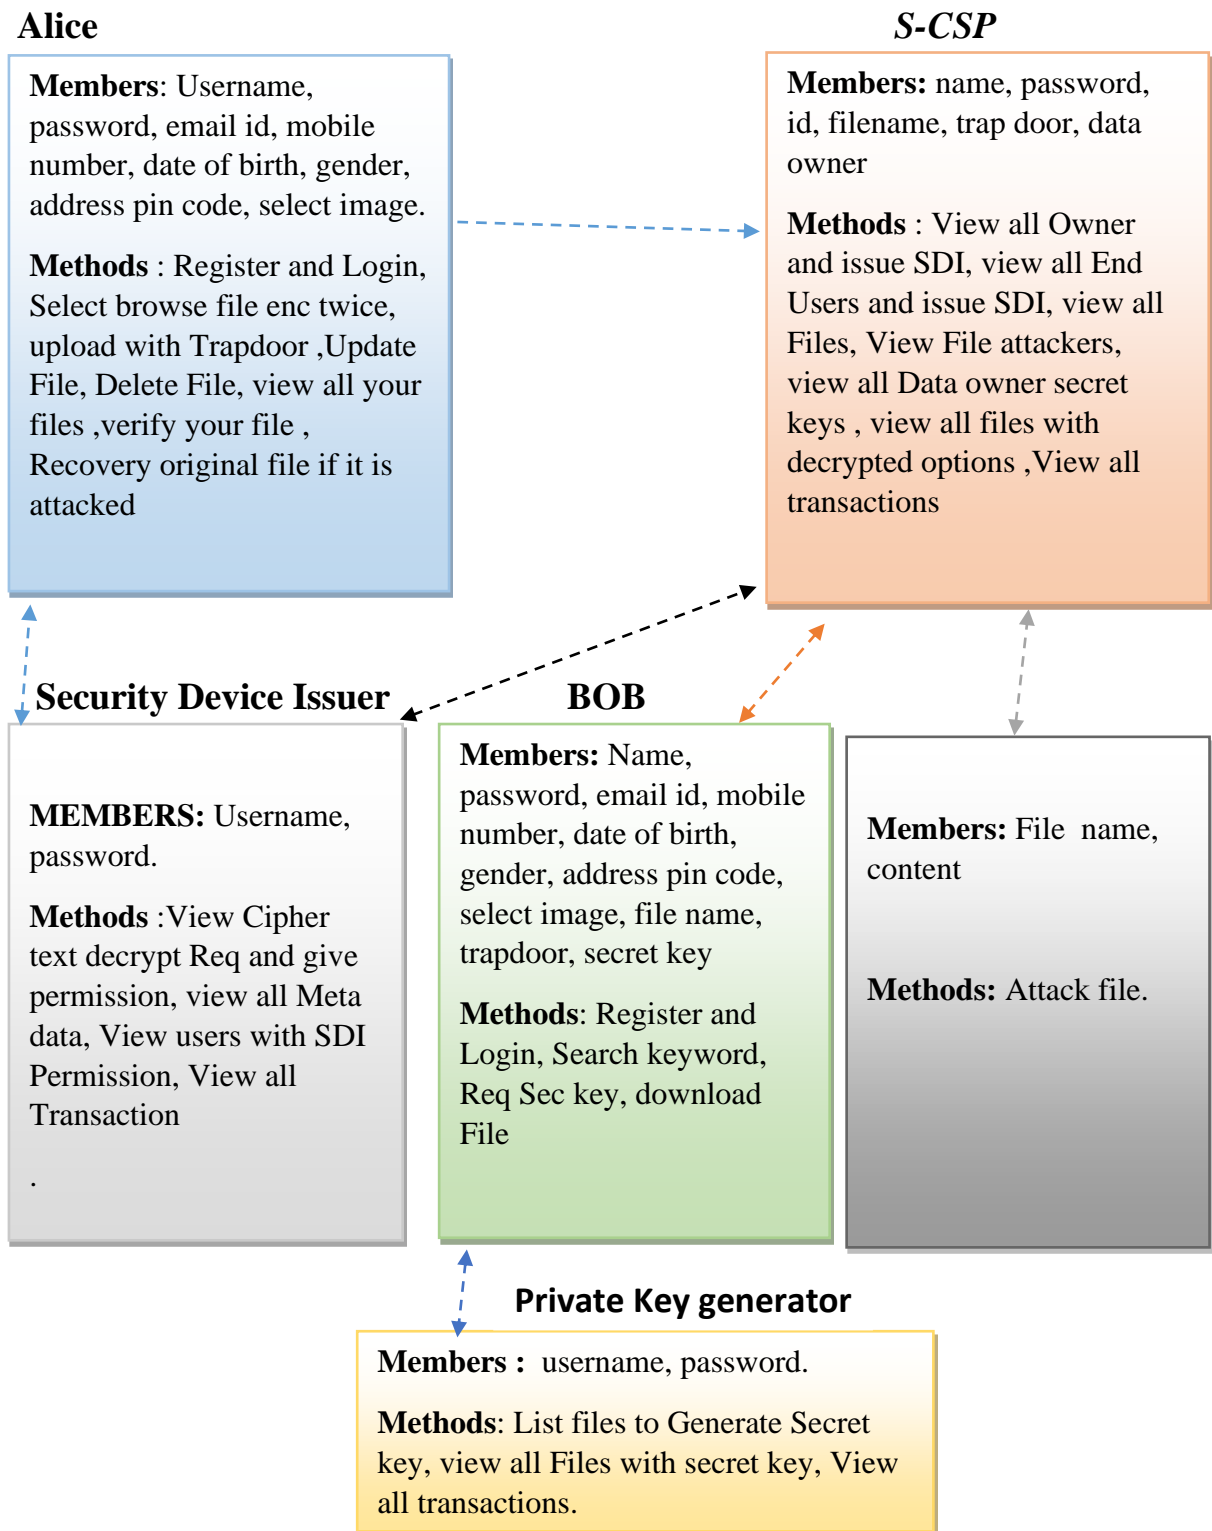 Alice
Members: Username,
password, email id, mobile
number, date of birth, gender,
address pin code, select image.
Methods : Register and Login,
Select browse file enc twice,
upload with Trapdoor ,Update
File, Delete File, view all your
files ,verify your file ,
Recovery original file if it is
attacked
S-CSP
Members: name, password,
id, filename, trap door, data
owner
Methods : View all Owner
and issue SDI, view all End
Users and issue SDI, view all
Files, View File attackers,
view all Data owner secret
keys , view all files with
decrypted options ,View all
transactions
Security Device Issuer
MEMBERS: Username,
password.
Methods :View Cipher
text decrypt Req and give
permission, view all Meta
data, View users with SDI
Permission, View all
Transaction
.
BOB
Members: Name,
password, email id, mobile
number, date of birth,
gender, address pin code,
select image, file name,
trapdoor, secret key
Methods: Register and
Login, Search keyword,
Req Sec key, download
File
Members: File  name,
content
Methods: Attack file.
Private Key generator
Members :  username, password.
Methods: List files to Generate Secret
key, view all Files with secret key, View
all transactions.